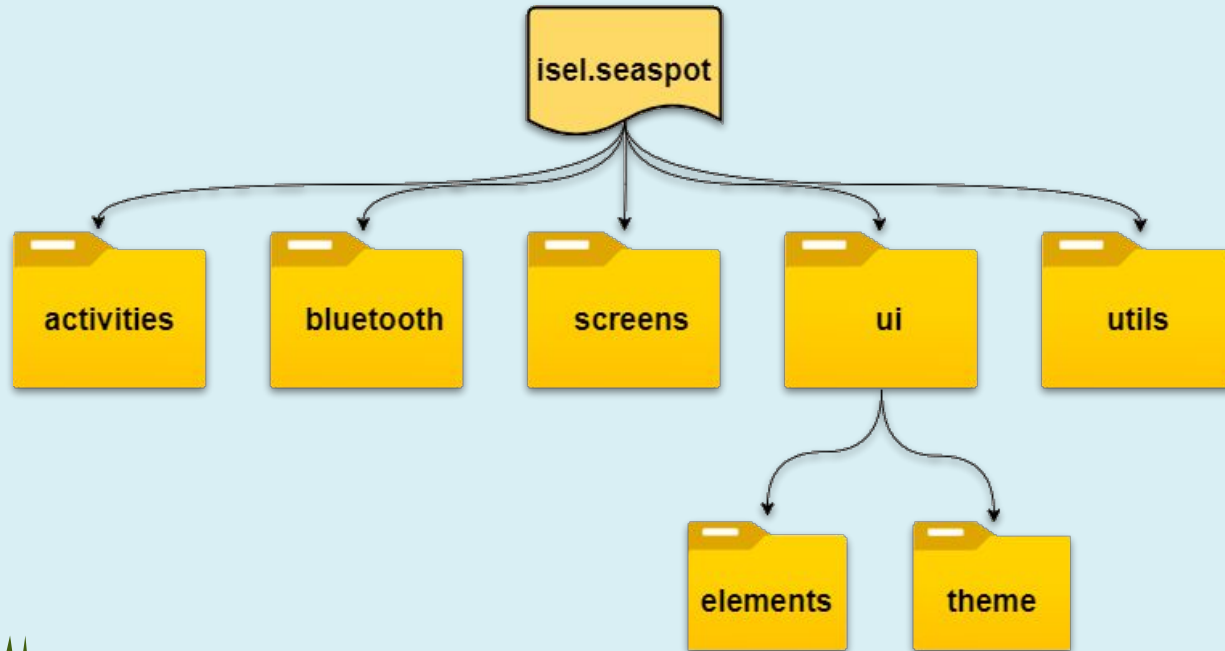 isel.seaspot
activities
bluetooth
screens
ui
utils
elements
theme